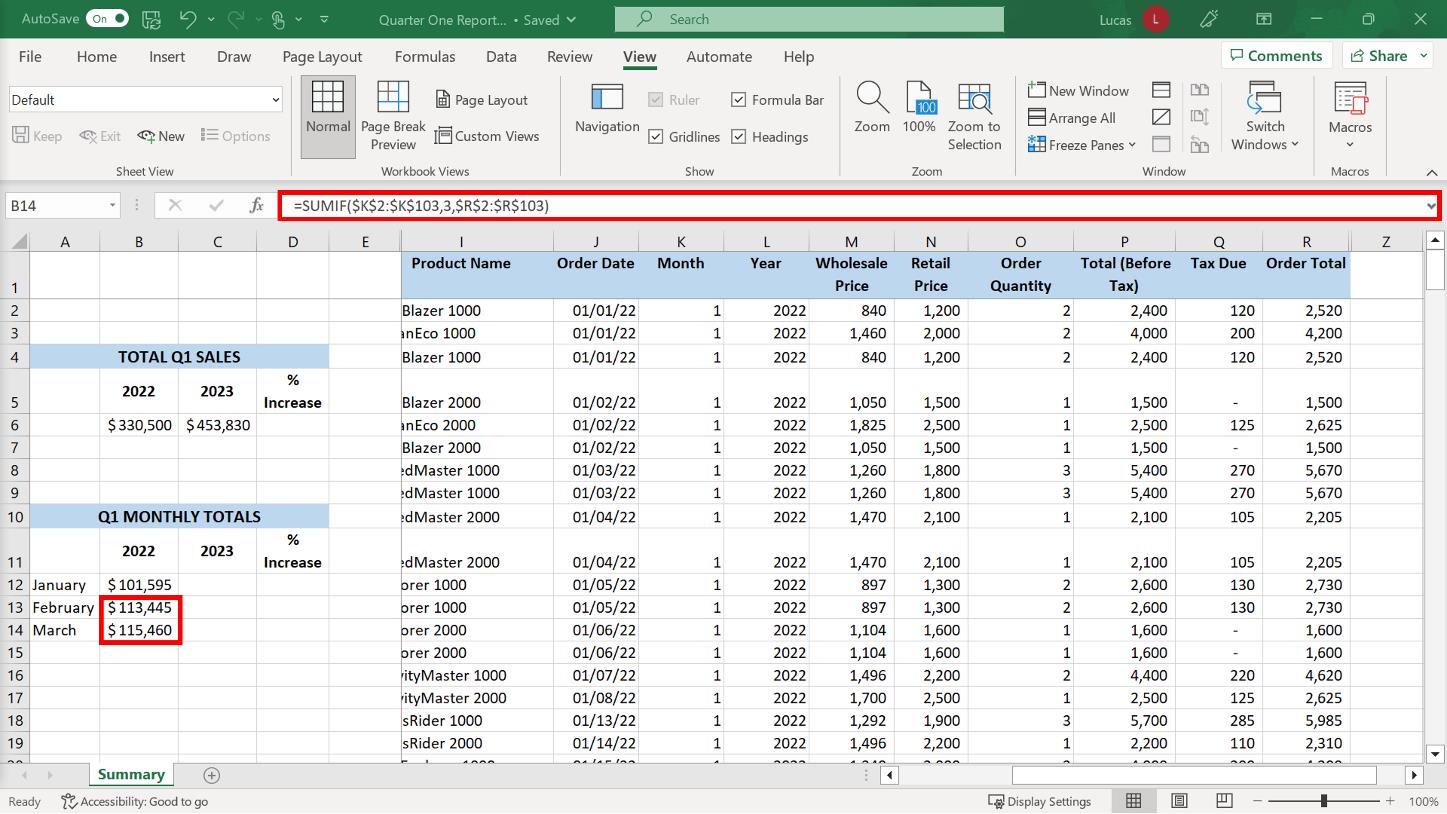 AutoSave On Quarter One Report... • Saved Search Lucas L
File Home Insert Draw Page Layout Formulas Data Review View Automate Help Comments Share
Default
Keep Exit New Options
Sheet View
Normal
Page Break Preview
Page Layout
Custom Views
Workbook Views
Navigation
Ruler Formula Bar
Gridlines Headings
Show
Zoom
100
100%
Zoom to Selection
Zoom
New Window
Arrange All
Freeze Panes
Switch Windows
Window
Macros
Macros
B14 fx =SUMIF($K$2:$K$103,3,$R$2:$R$103)
A B C D E I J K L M N O P Q R Z
1 Product Name Order Date Month Year Wholesale Price Retail Price Order Quantity Total (Before Tax) Tax Due Order Total
2 Blazer 1000 01/01/22 1 2022 840 1,200 2 2,400 120 2,520
3 anEco 1000 01/01/22 1 2022 1,460 2,000 2 4,000 200 4,200
4 TOTAL Q1 SALES Blazer 1000 01/01/22 1 2022 840 1,200 2 2,400 120 2,520
5 2022 2023 % Increase Blazer 2000 01/02/22 1 2022 1,050 1,500 1 1,500 - 1,500
6 $330,500 $453,830 anEco 2000 01/02/22 1 2022 1,825 2,500 1 2,500 125 2,625
7 Blazer 2000 01/02/22 1 2022 1,050 1,500 1 1,500 - 1,500
8 edMaster 1000 01/03/22 1 2022 1,260 1,800 3 5,400 270 5,670
9 edMaster 1000 01/03/22 1 2022 1,260 1,800 3 5,400 270 5,670
10 Q1 MONTHLY TOTALS edMaster 2000 01/04/22 1 2022 1,470 2,100 1 2,100 105 2,205
11 2022 2023 % Increase edMaster 2000 01/04/22 1 2022 1,470 2,100 1 2,100 105 2,205
12 January $101,595 orer 1000 01/05/22 1 2022 897 1,300 2 2,600 130 2,730
13 February $113,445 orer 1000 01/05/22 1 2022 897 1,300 2 2,600 130 2,730
14 March $115,460 orer 2000 01/06/22 1 2022 1,104 1,600 1 1,600 - 1,600
15 orer 2000 01/06/22 1 2022 1,104 1,600 1 1,600 - 1,600
16 vityMaster 1000 01/07/22 1 2022 1,496 2,200 2 4,400 220 4,620
17 vityMaster 2000 01/08/22 1 2022 1,700 2,500 1 2,500 125 2,625
18 sRider 1000 01/13/22 1 2022 1,292 1,900 3 5,700 285 5,985
19 sRider 2000 01/14/22 1 2022 1,496 2,200 1 2,200 110 2,310
Summary
Ready Accessibility: Good to go Display Settings 100%